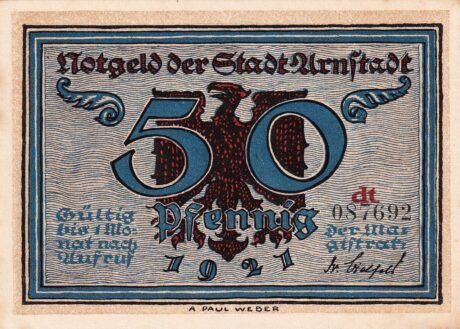 Notgeld der Stadt Arnstadt
50
dt
087692
Gültig
bis 1 Mo-
nat nach
Aufruf
Pfennig
Der Ma-
gistrat:
1921
A PAUL WEBER